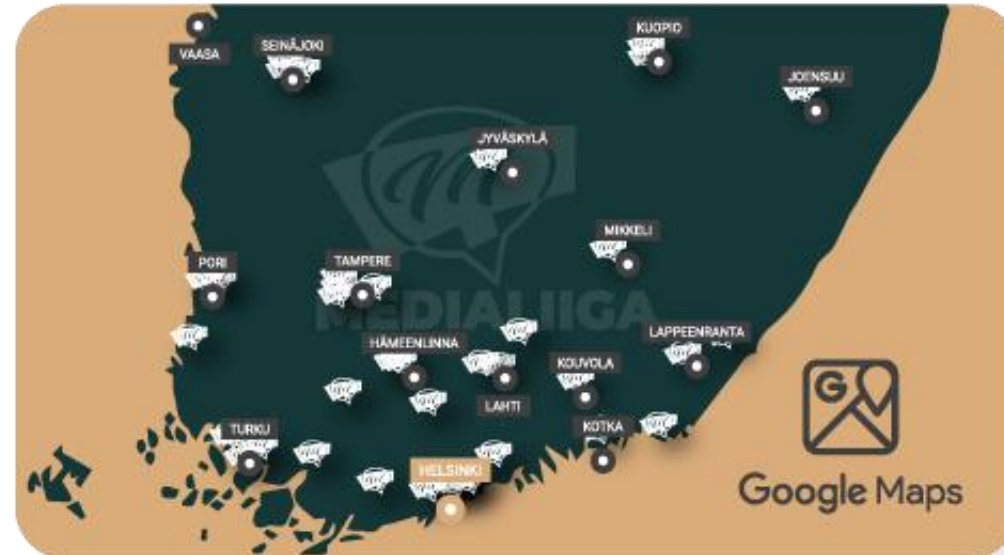 VAASA
SEINÄJOKI
KUOPIO
JOENSUU
JYVÄSKYLÄ
MIKKELI
PORI
TAMPERE
MEDIALIIGA
HÄMEENLINNA
LAPPEENRANTA
KOUVOLA
LAHTI
TURKU
KOTKA
HELSINKI
G
Google Maps